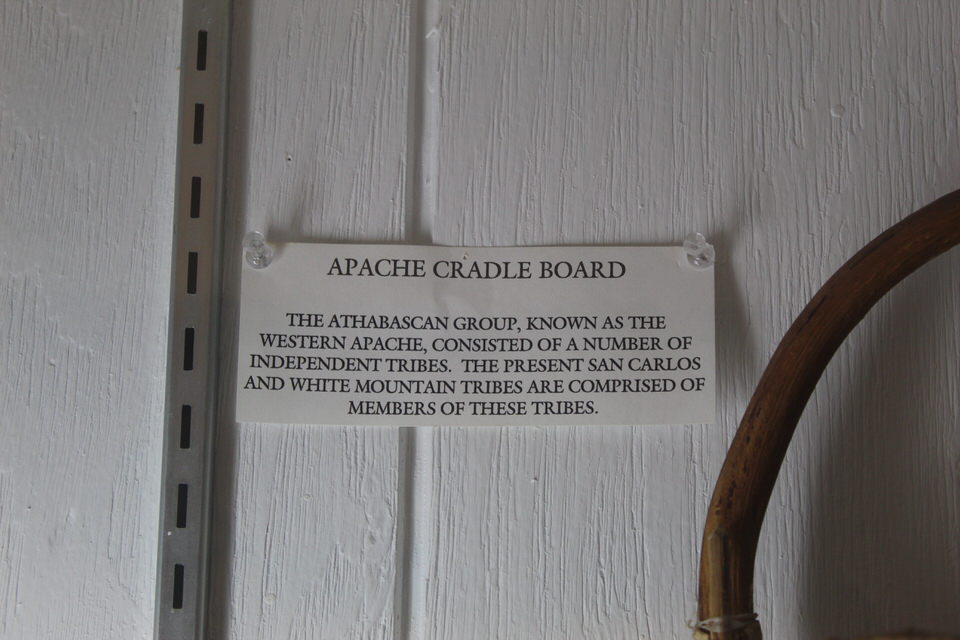 APACHE CRADLE BOARD
THE ATHABASCAN GROUP, KNOWN AS THE
WESTERN APACHE, CONSISTED OF A NUMBER OF
INDEPENDENT TRIBES. THE PRESENT SAN CARLOS
AND WHITE MOUNTAIN TRIBES ARE COMPRISED OF
MEMBERS OF THESE TRIBES.